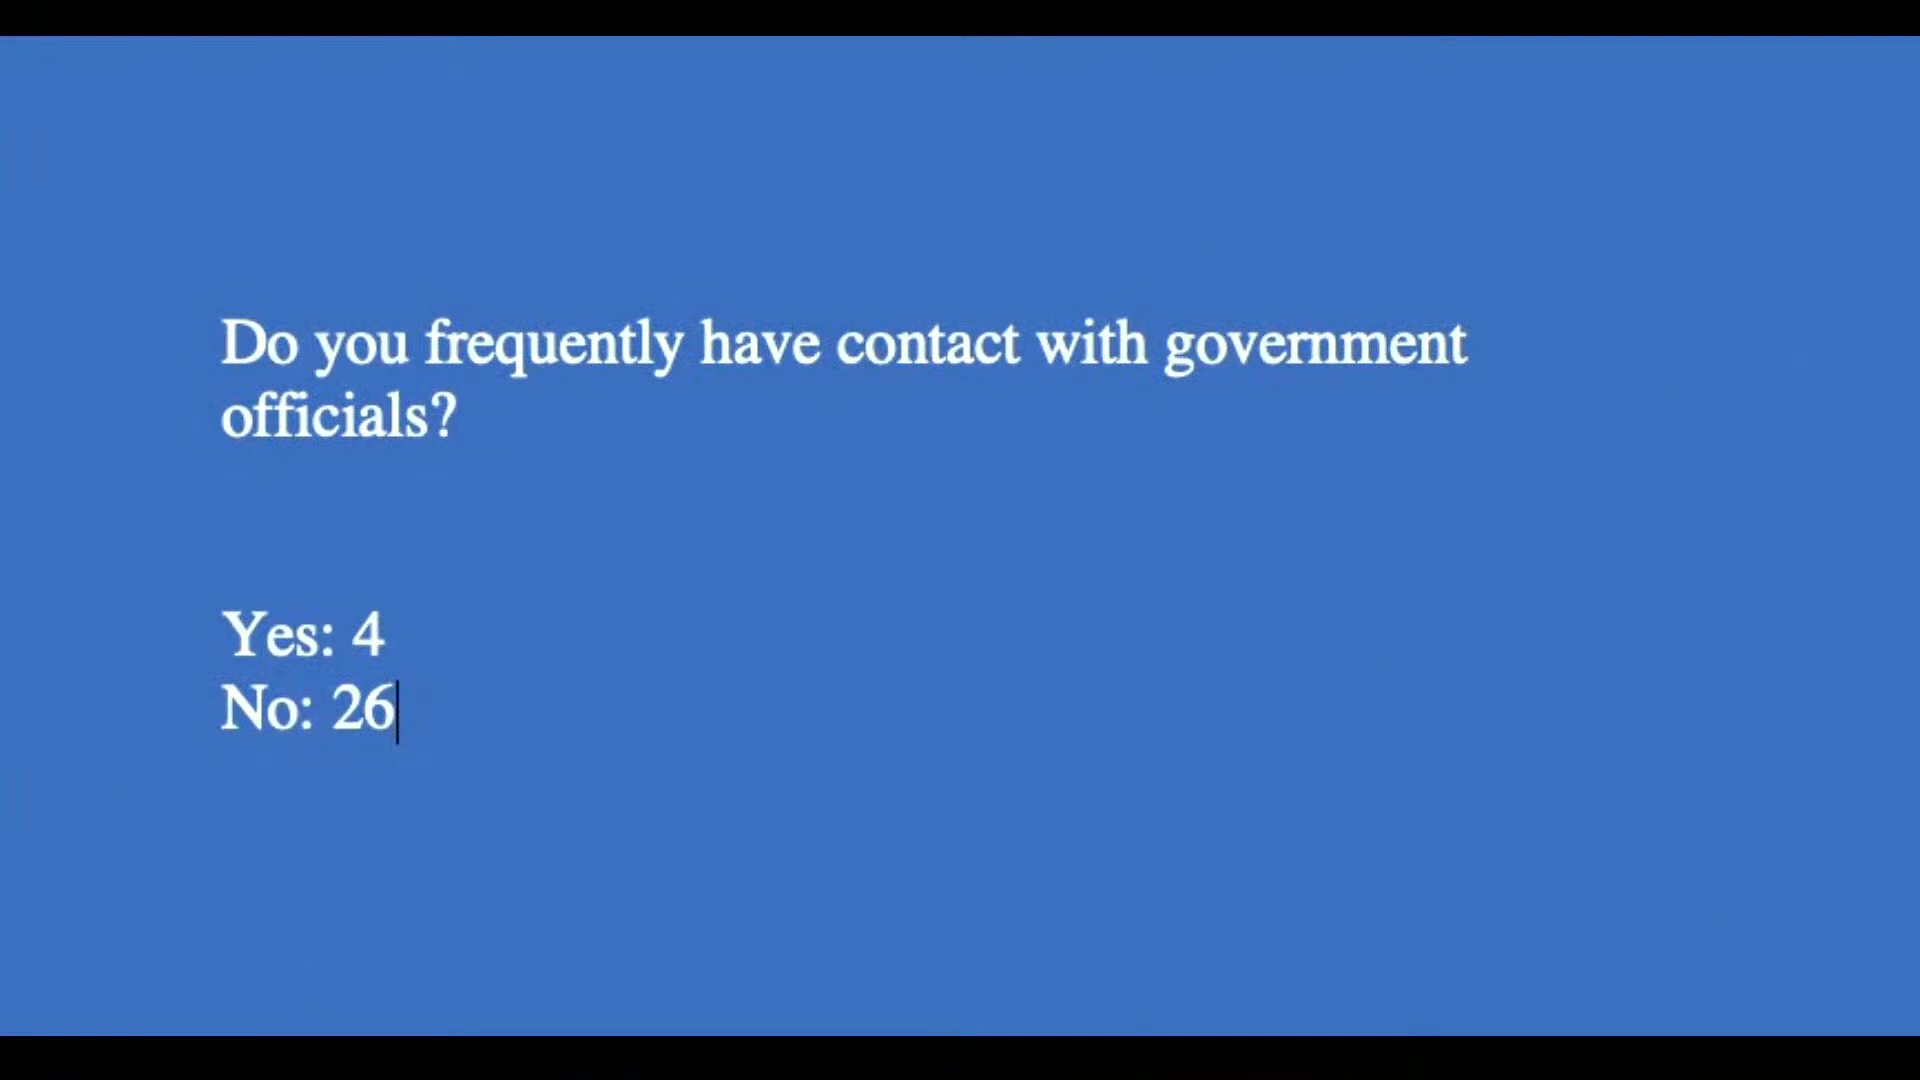 Do you frequently have contact with government
officials?
Yes: 4
No: 26